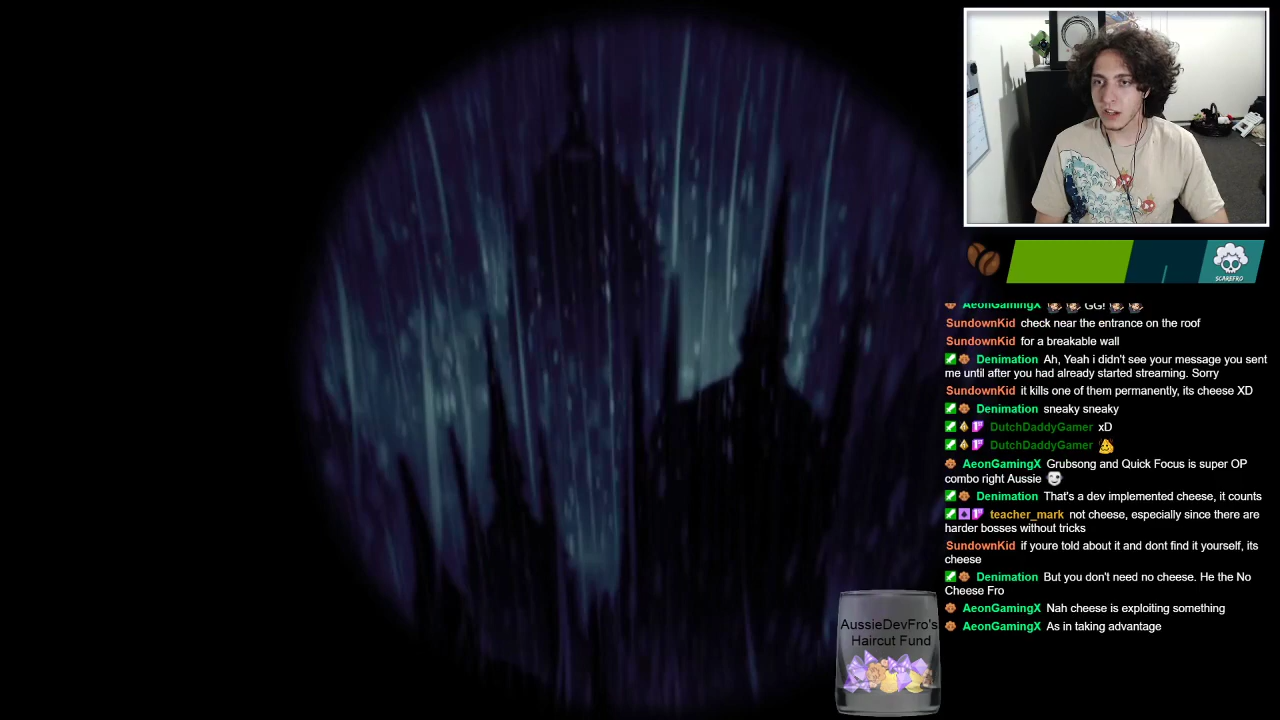 SCAREFRO
AeonGamingX GG!
SundownKid check near the entrance on the roof
SundownKid for a breakable wall
Denimation Ah, Yeah i didn't see your message you sent
me until after you had already started streaming. Sorry
SundownKid it kills one of them permanently, its cheese XD
Denimation sneaky sneaky
DutchDaddyGamer xD
DutchDaddyGamer
AeonGamingX Grubsong and Quick Focus is super OP
combo right Aussie
Denimation That's a dev implemented cheese, it counts
teacher_mark not cheese, especially since there are
harder bosses without tricks
SundownKid if youre told about it and dont find it yourself, its
cheese
Denimation But you don't need no cheese. He the No
Cheese Fro
AeonGamingX Nah cheese is exploiting something
AeonGamingX As in taking advantage
AussieDevFro's
Haircut Fund